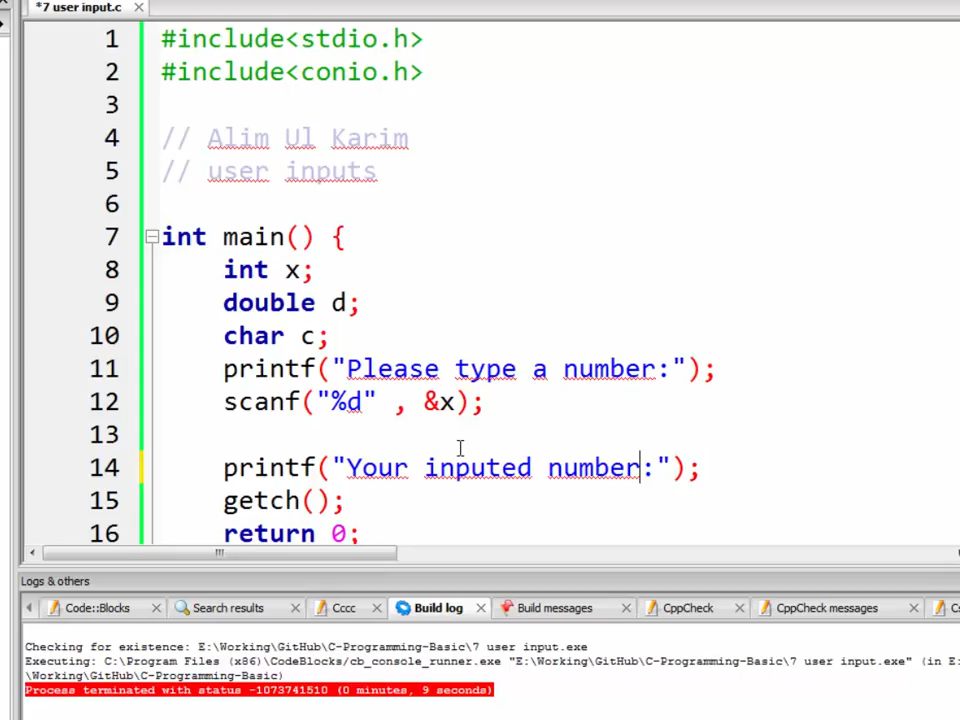 *7 user input.c
1 #include<stdio.h>
2 #include<conio.h>
3
4 // Alim Ul Karim
5 // user inputs
6
7 int main() {
8 int x;
9 double d;
10 char c;
11 printf("Please type a number:");
12 scanf("%d" , &x);
13
14 printf("Your inputed number:");
15 getch();
16 return 0;
Logs & others
Code::Blocks Search results Cccc Build log Build messages CppCheck CppCheck messages Cs
Checking for existence: E:\Working\GitHub\C-Programming-Basic\7 user input.exe
Executing: C:\Program Files (x86)\CodeBlocks/cb_console_runner.exe "E:\Working\GitHub\C-Programming-Basic\7 user input.exe" (in E:
\Working\GitHub\C-Programming-Basic)
Process terminated with status -1073741510 (0 minutes, 9 seconds)